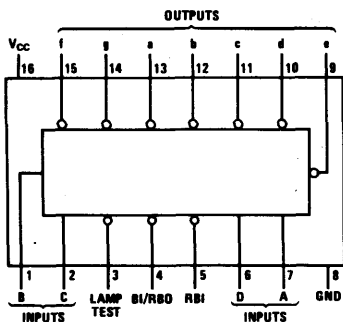 OUTPUTS
VCC f g a b c d e
16 15 14 13 12 11 10 9
1 2 3 4 5 6 7 8
B C LAMP TEST BI/RBO RBI D A GND
INPUTS INPUTS